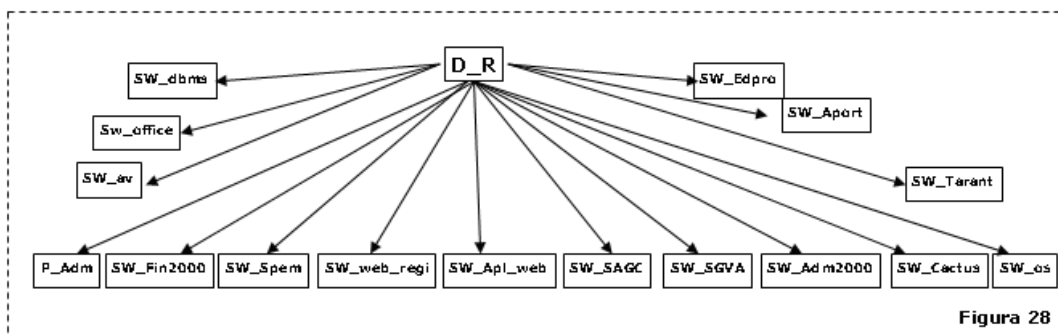 D_R
SW_dbms
SW_Edpro
SW_Aport
Sw_office
SW_av
SW_Tarant
P_Adm SW_Fin2000 SW_Spem SW_web_regi SW_Apl_web SW_SAGC SW_SGVA SW_Adm2000 SW_Cactus SW_os
Figura 28